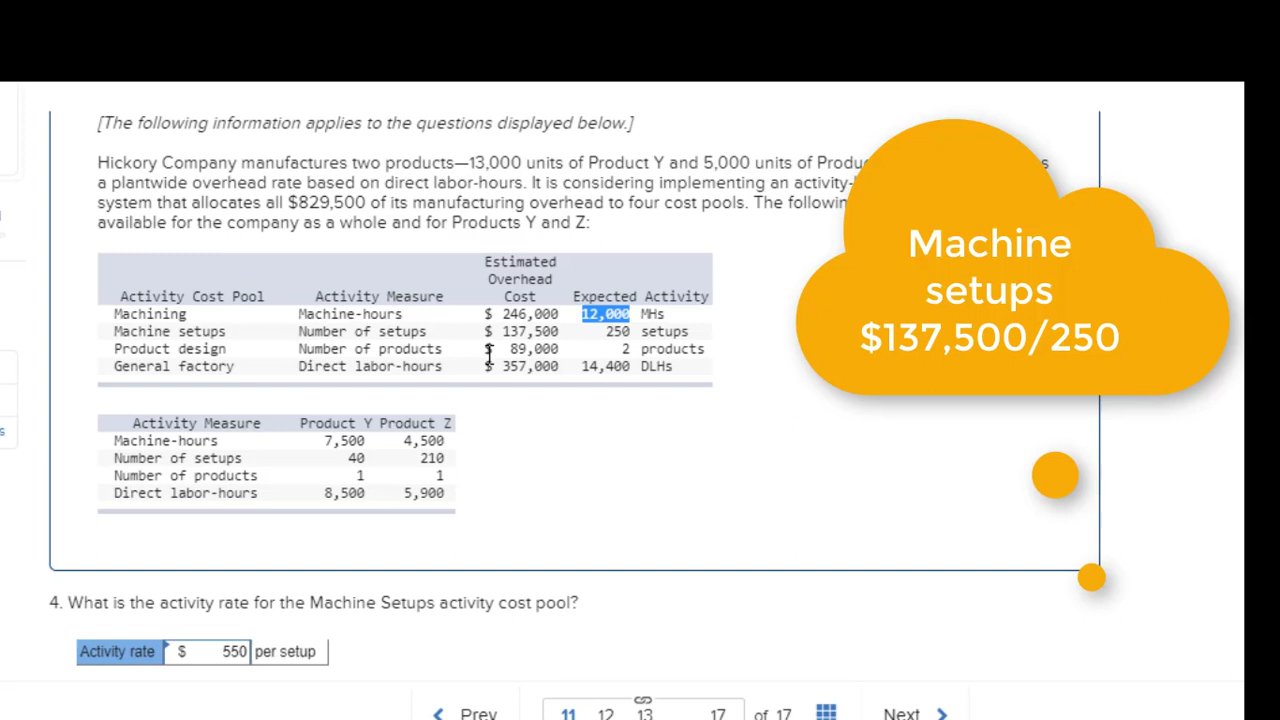 [The following information applies to the questions displayed below.]
Hickory Company manufactures two products—13,000 units of Product Y and 5,000 units of
a plantwide overhead rate based on direct labor-hours. It is considering implementing an
system that allocates all $829,500 of its manufacturing overhead to four cost pools. The
available for the company as a whole and for Products Y and Z:
Machine
setups
$137,500/250
Estimated
Overhead
Activity Cost Pool Activity Measure Cost Expected Activity
Machining Machine-hours $ 246,000 12,000 MHs
Machine setups Number of setups $ 137,500 250 setups
Product design Number of products $ 89,000 2 products
General factory Direct labor-hours $ 357,000 14,400 DLHs
Activity Measure Product Y Product Z
Machine-hours 7,500 4,500
Number of setups 40 210
Number of products 1 1
Direct labor-hours 8,500 5,900
4. What is the activity rate for the Machine Setups activity cost pool?
Activity rate $ 550 per setup
Prev 11 12 13 17 of 17 Next